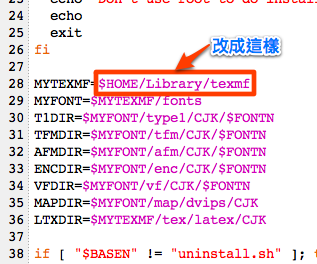 23 echo "Don't use root to do instal
24 echo
25 exit
26 fi
27
改成這樣
28 MYTEXMF=$HOME/Library/texmf
29 MYFONT=$MYTEXMF/fonts
30 T1DIR=$MYFONT/type1/CJK/$FONTN
31 TFMDIR=$MYFONT/tfm/CJK/$FONTN
32 AFMDIR=$MYFONT/afm/CJK/$FONTN
33 ENCDIR=$MYFONT/enc/CJK/$FONTN
34 VFDIR=$MYFONT/vf/CJK/$FONTN
35 MAPDIR=$MYFONT/map/dvips/CJK
36 LTXDIR=$MYTEXMF/tex/latex/CJK
37
38 if [ "$BASEN" != "uninstall.sh" ]; t